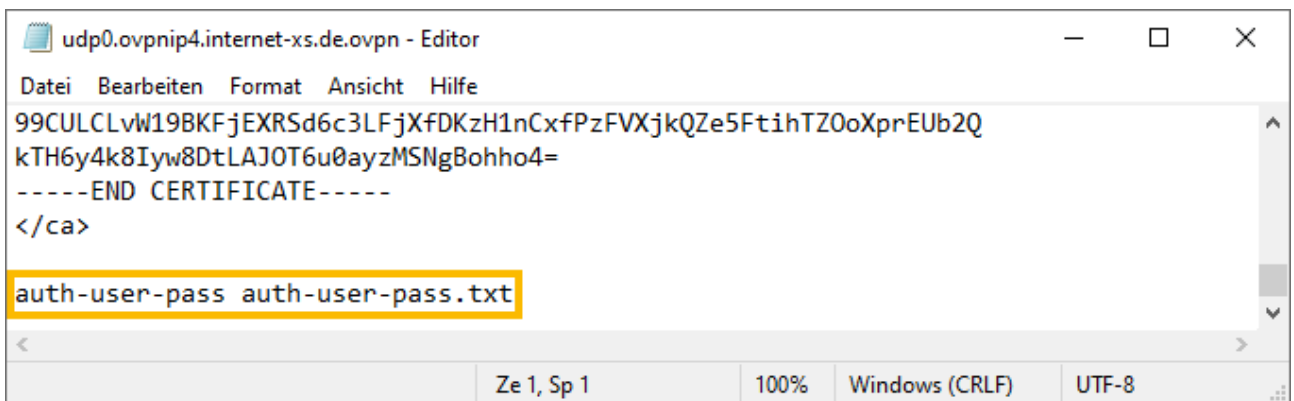 udp0.ovpnip4.internet-xs.de.ovpn - Editor
Datei Bearbeiten Format Ansicht Hilfe
99CULCLvW19BKFjEXRSd6c3LFjXfDKzH1nCxfPzFVXjkQZe5FtihTZOoXprEUb2Q
kTH6y4k8Iyw8DtLAJOT6u0ayzMSNgBohho4=
-----END CERTIFICATE-----
</ca>
auth-user-pass auth-user-pass.txt
Ze 1, Sp 1 100% Windows (CRLF) UTF-8